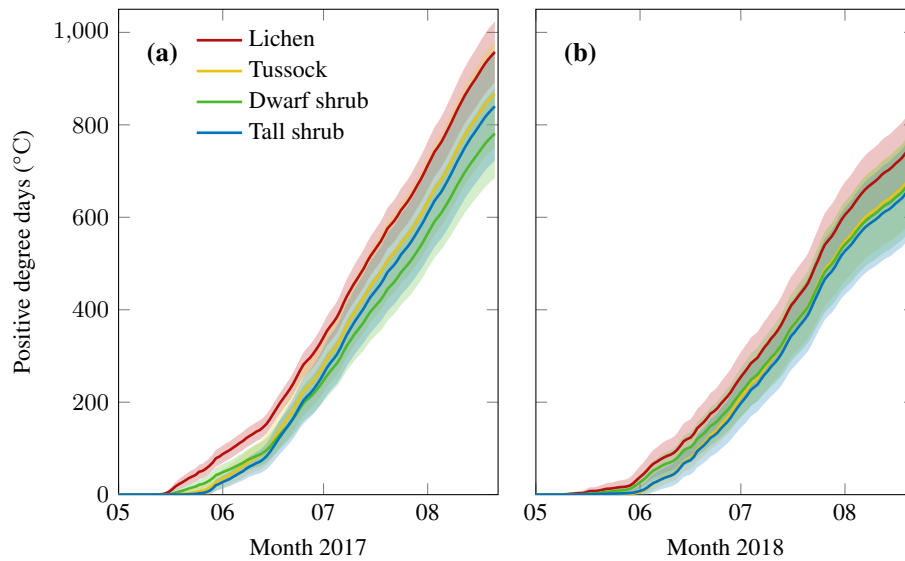 Positive degree days (°C)
1,000
800
600
400
200
0
(a)
Lichen
Tussock
Dwarf shrub
Tall shrub
05
06
07
08
Month 2017
(b)
05
06
07
08
Month 2018